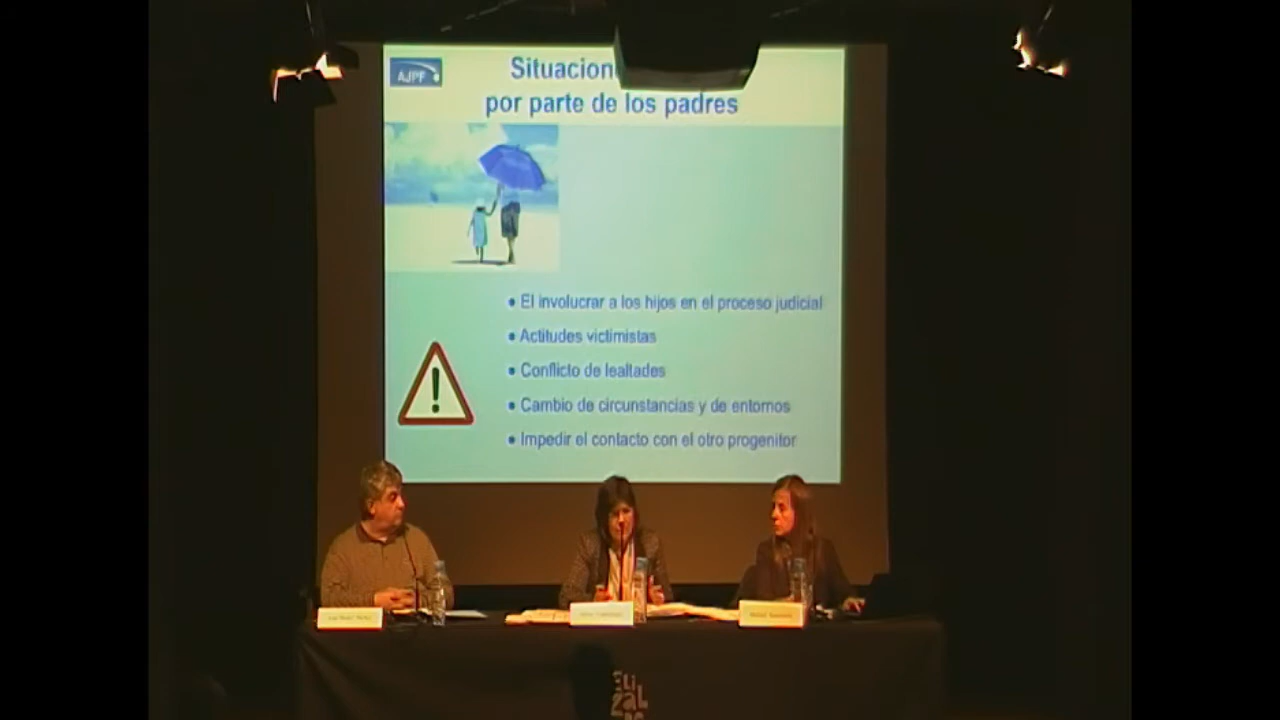 AJPF
Situacion
por parte de los padres
● El involucrar a los hijos en el proceso judicial
● Actitudes victimistas
● Conflicto de lealtades
● Cambio de circunstancias y de entornos
● Impedir el contacto con el otro progenitor